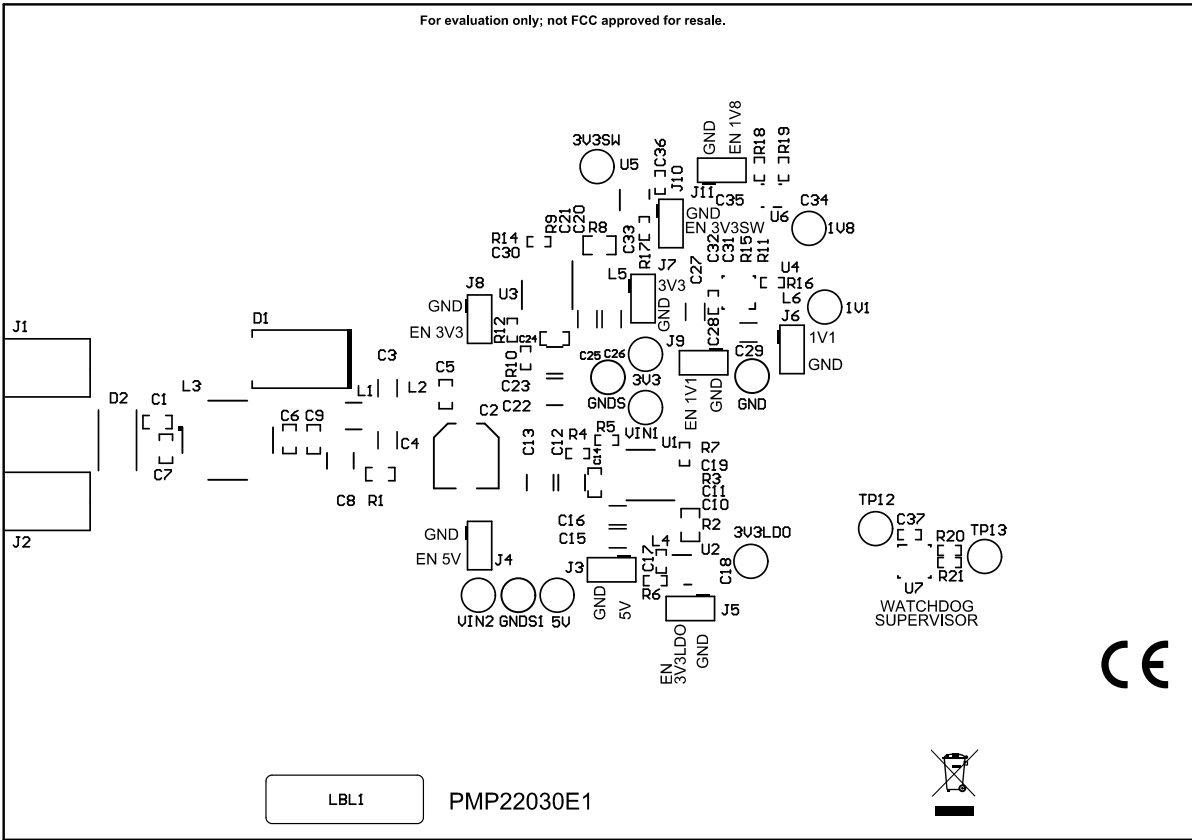 For evaluation only; not FCC approved for resale.
3V3SW
U5
C36
J10
GND
EN 1V8
R18
R19
J11
C35
U6
C34
1V8
GND
EN 3V3SW
R14
C30
R9
C21
C20
R8
C33
R17
J7
3V3
GND
L5
C27
C32
C31
R15
R11
U4
R16
L6
1V1
J6
1V1
GND
J8
GND
EN 3V3
U3
R12
R10
C24
C28
J9
C29
EN 1V1
GND
GND
C25
C26
3V3
GNDS
VIN1
C23
C22
J1
D1
C3
L1
L2
C5
L3
D2
C1
C6
C9
C7
C4
C2
C8
R1
J2
C13
C12
R4
R5
C14
U1
R7
C19
R3
C11
C10
R2
C16
C15
L4
C17
U2
C18
3V3LDO
R6
GND
EN 5V
J4
J3
GND
5V
J5
EN
3V3LDO
GND
VIN2
GNDS1
5V
TP12
C37
R20
TP13
R21
U7
WATCHDOG
SUPERVISOR
CE
LBL1
PMP22030E1